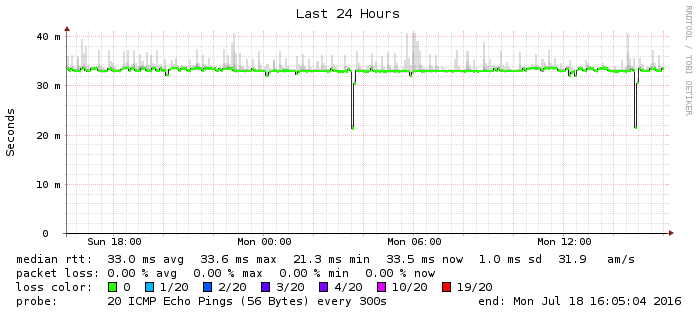 Last 24 Hours
RRDTOOL / TOBI OETIKER
Seconds
40 m
30 m
20 m
10 m
0
Sun 18:00 Mon 00:00 Mon 06:00 Mon 12:00
median rtt: 33.0 ms avg 33.6 ms max 21.3 ms min 33.5 ms now 1.0 ms sd 31.9 am/s
packet loss: 0.00 % avg 0.00 % max 0.00 % min 0.00 % now
loss color: 0 1/20 2/20 3/20 4/20 10/20 19/20
probe: 20 ICMP Echo Pings (56 Bytes) every 300s end: Mon Jul 18 16:05:04 2016